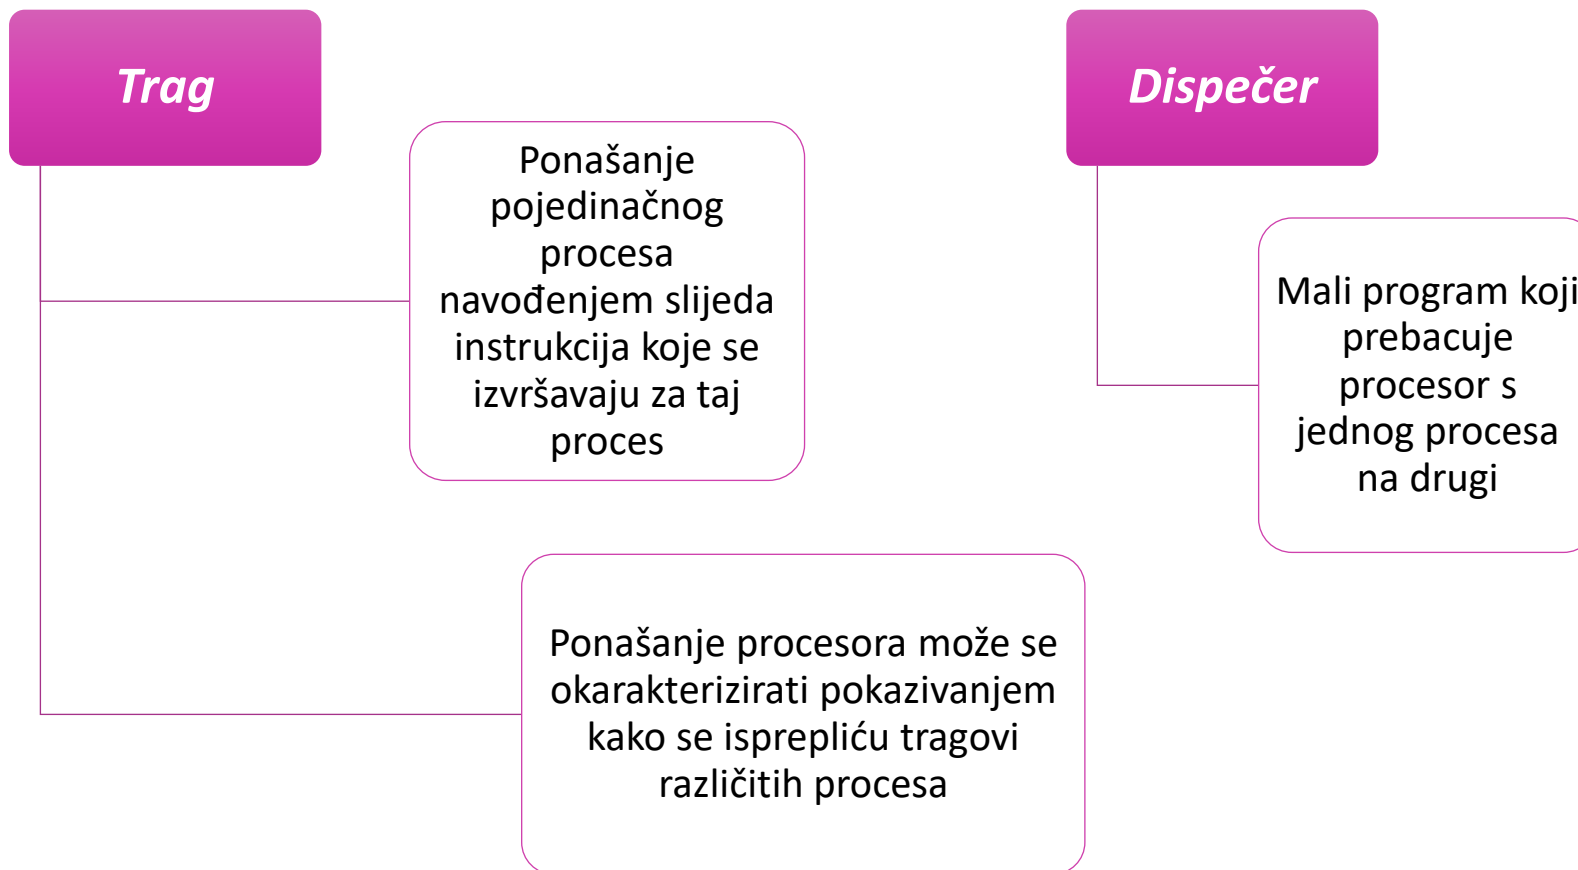 Trag
Ponašanje
pojedinačnog
procesa
navođenjem slijeda
instrukcija koje se
izvršavaju za taj
proces
Ponašanje procesora može se
okarakterizirati pokazivanjem
kako se isprepliću tragovi
različitih procesa
Dispečer
Mali program koji
prebacuje
procesor s
jednog procesa
na drugi